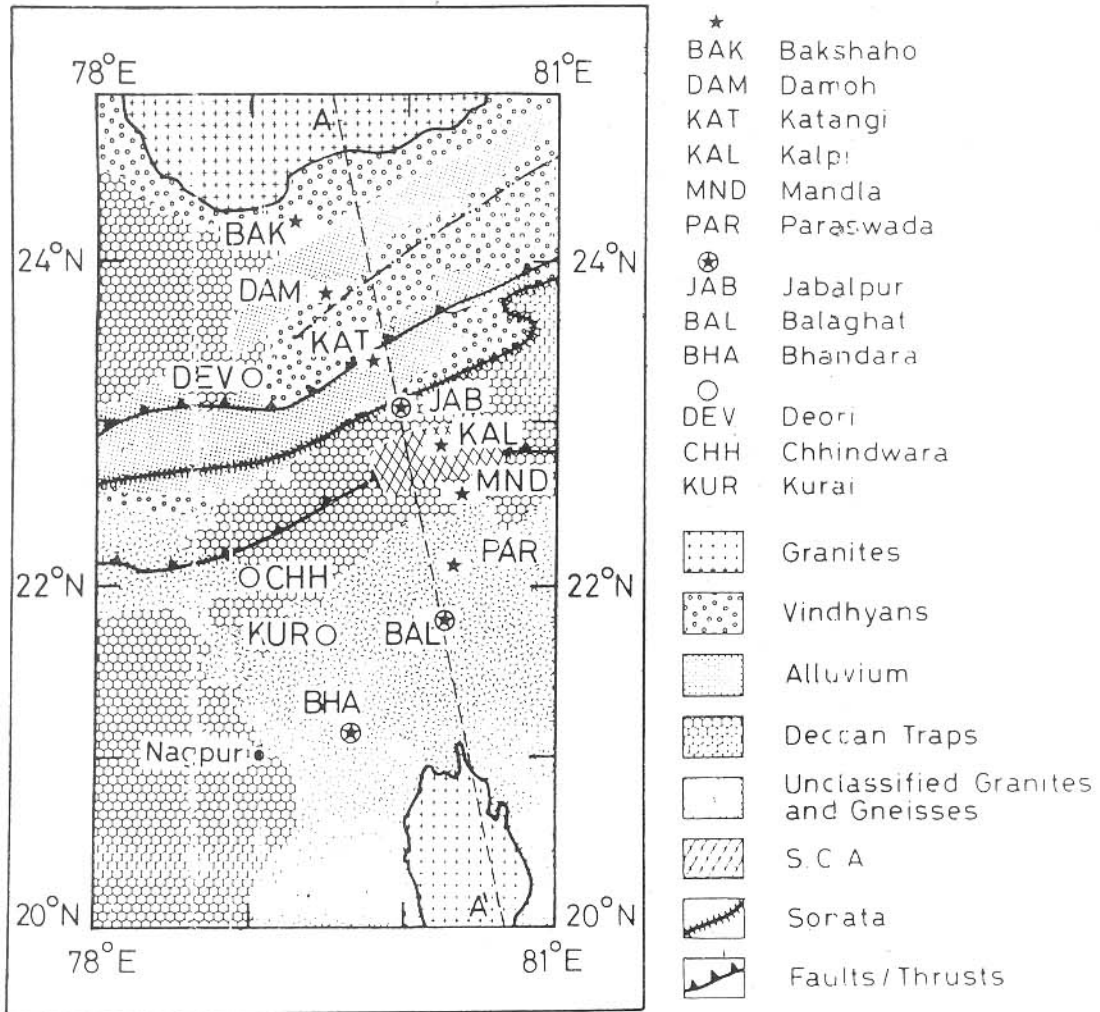 78°E 81°E
A
BAK
24°N 24°N
DAM
KAT
DEV
JAB
KAL
MND
PAR
22°N 22°N
CHH
KUR BAL
BHA
Nagpur
20°N 20°N
A'
78°E 81°E
BAK Bakshaho
DAM Damoh
KAT Katangi
KAL Kalpi
MND Mandla
PAR Paraswada
JAB Jabalpur
BAL Balaghat
BHA Bhandara
DEV Deori
CHH Chhindwara
KUR Kurai
Granites
Vindhyans
Alluvium
Deccan Traps
Unclassified Granites
and Gneisses
S.C.A
Sonata
Faults/Thrusts